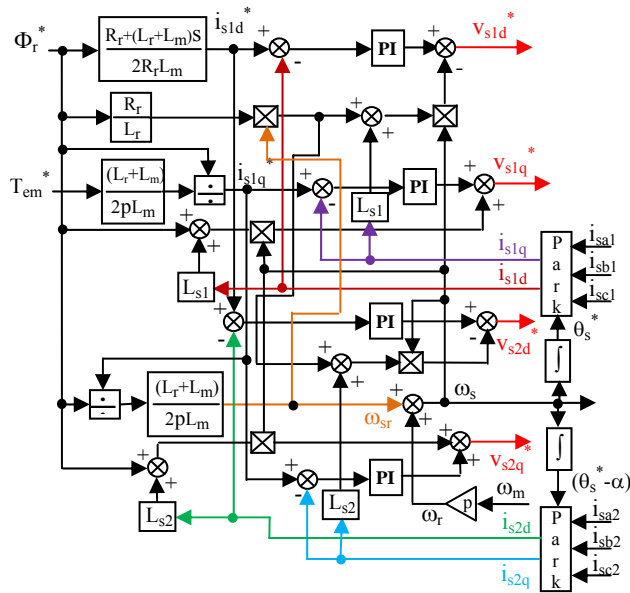 Φr* Rr+(Lr+Lm)S is1d* - PI + - vs1d*
2RrLm
Rr + +
Lr
Tem* (Lr+Lm) ÷ is1q* + - PI + + vs1q*
2pLm
+ + Ls1
Ls1 is1q Park isa1
is1d isb1
isc1
+ - PI + - vs2d* θs*
+ + ∫
÷ (Lr+Lm) ωsr + + ωs
2pLm
∫
+ + + + vs2q*
+ - PI
Ls2 Ls2 ωr p ωm (θs*-α)
is2d Park isa2
isb2
is2q isc2